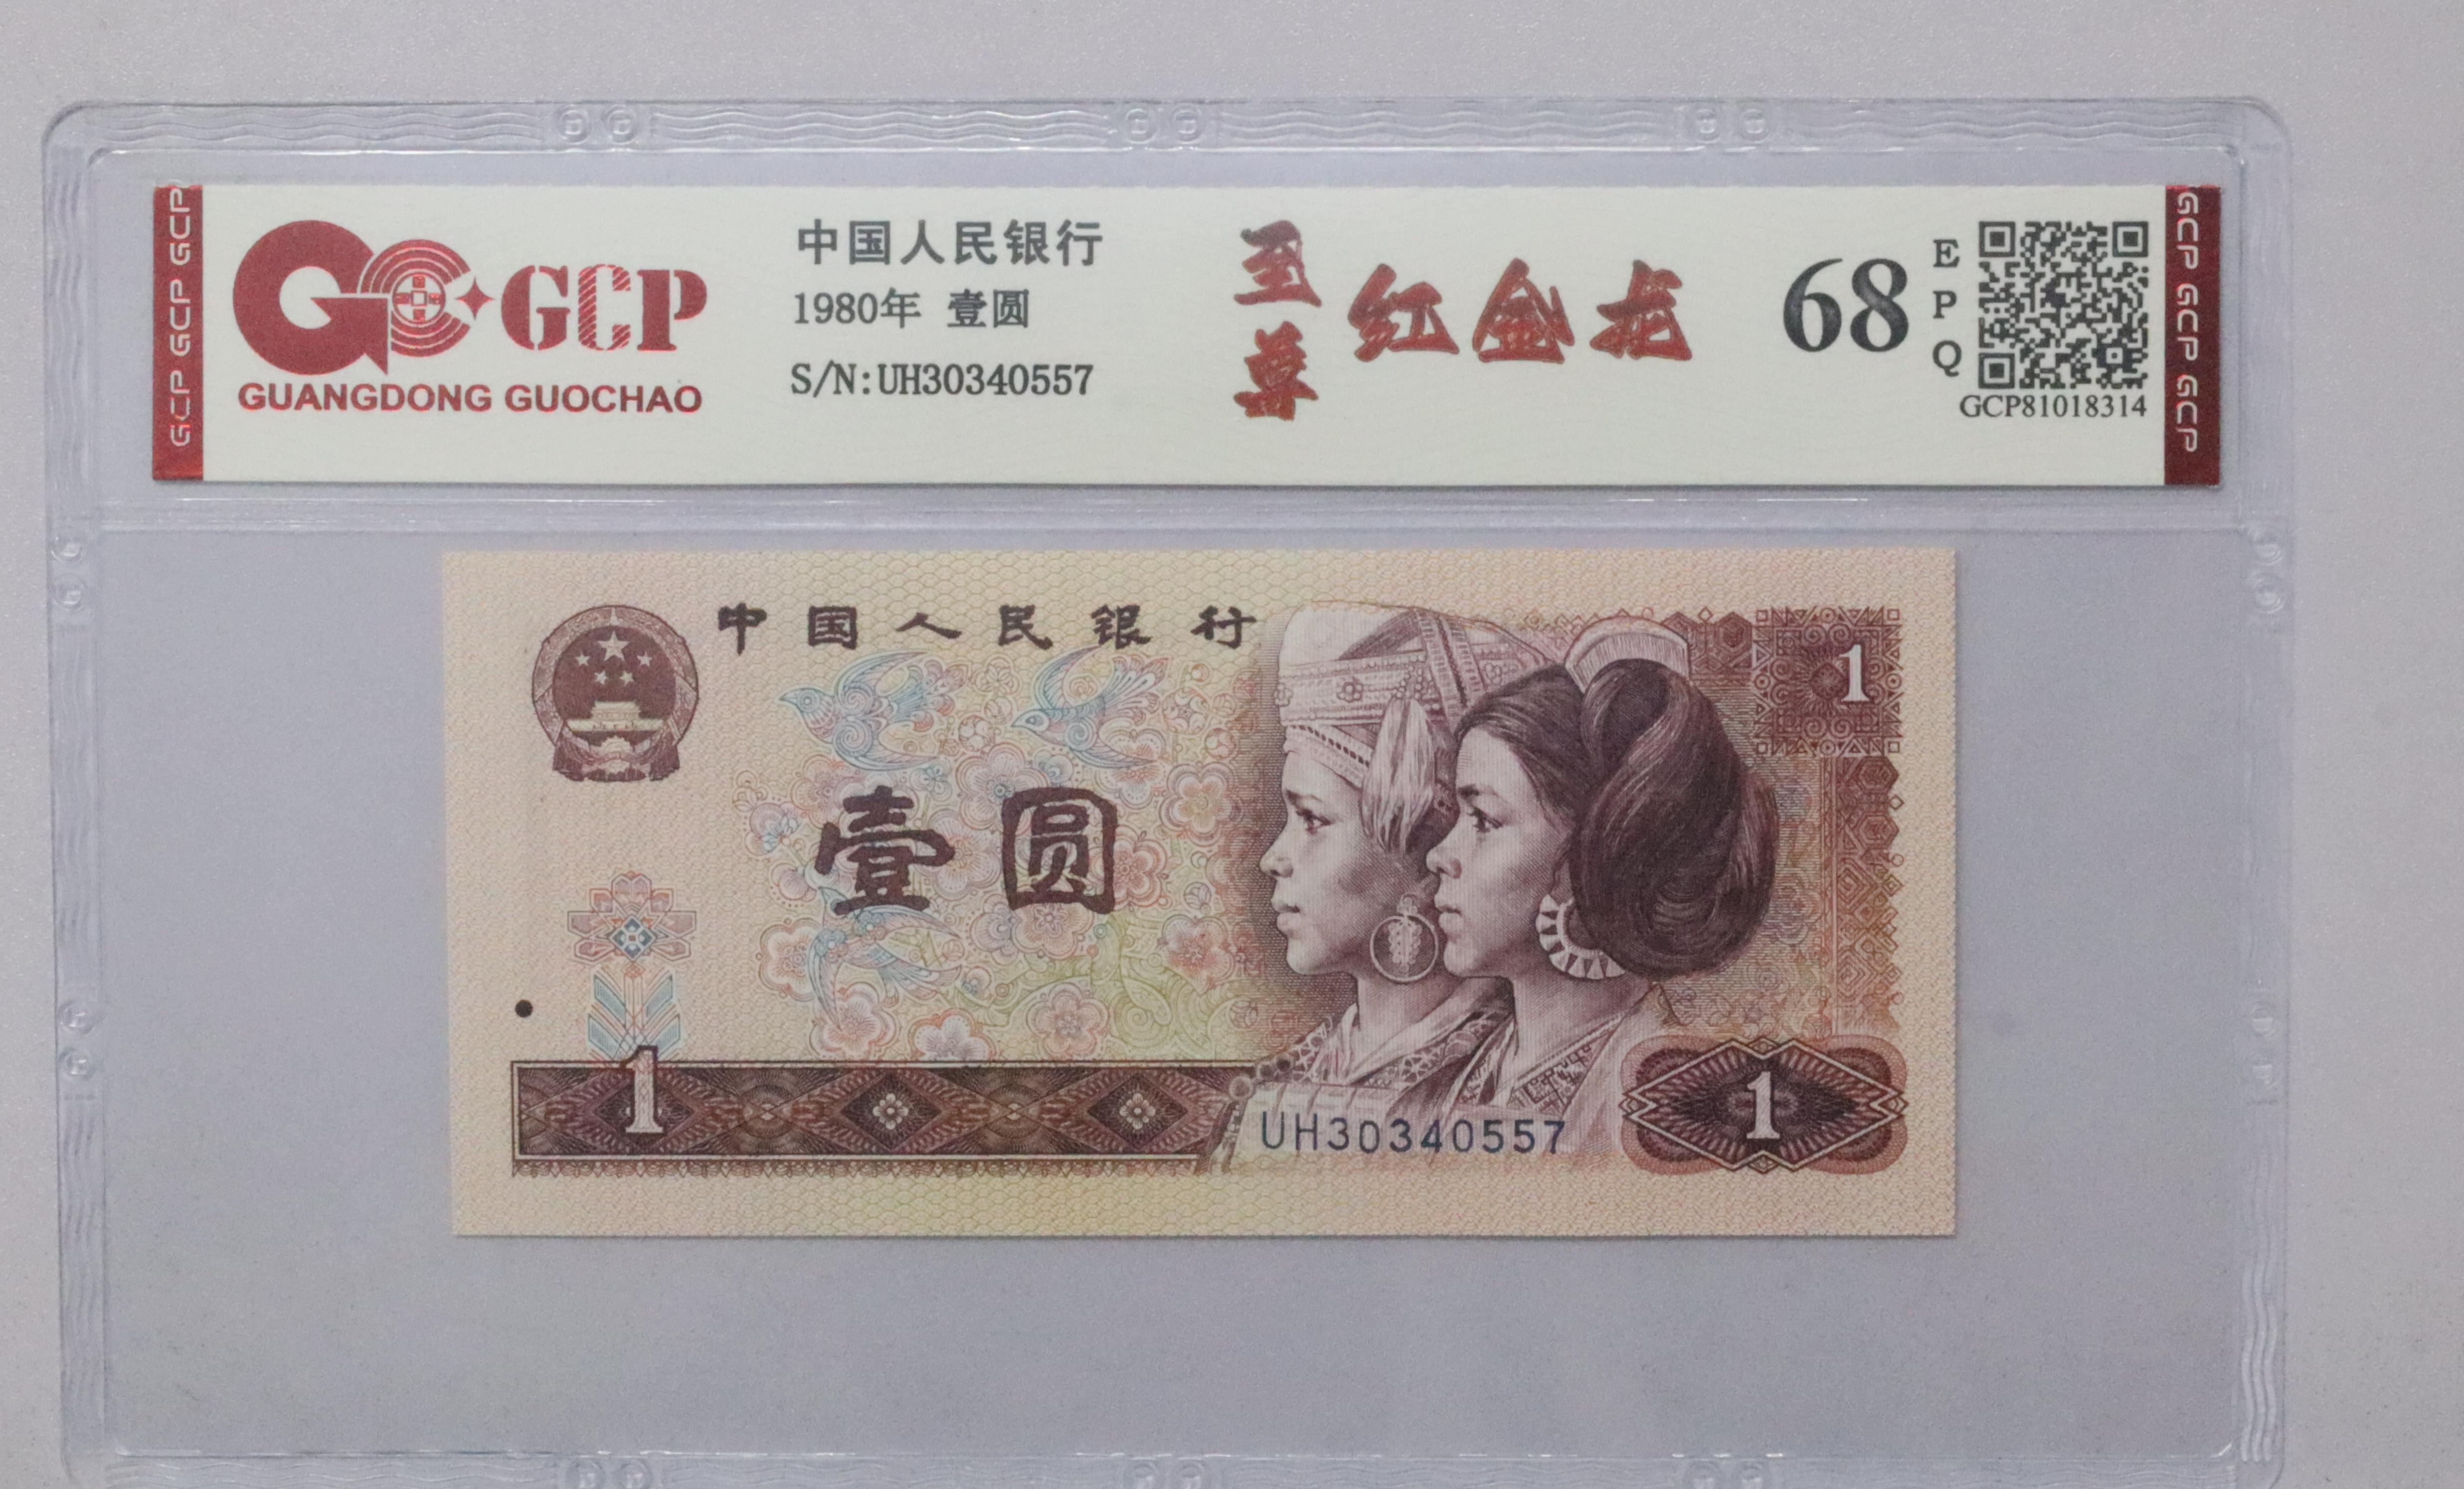 GCP GCP GCP
GCP
GUANGDONG GUOCHAO
中国人民银行
1980年 壹圆
S/N:UH30340557
至尊 红金龙
68
EPQ
GCP81018314
GCP GCP GCP
中国人民银行
1
壹圆
1
UH30340557
1